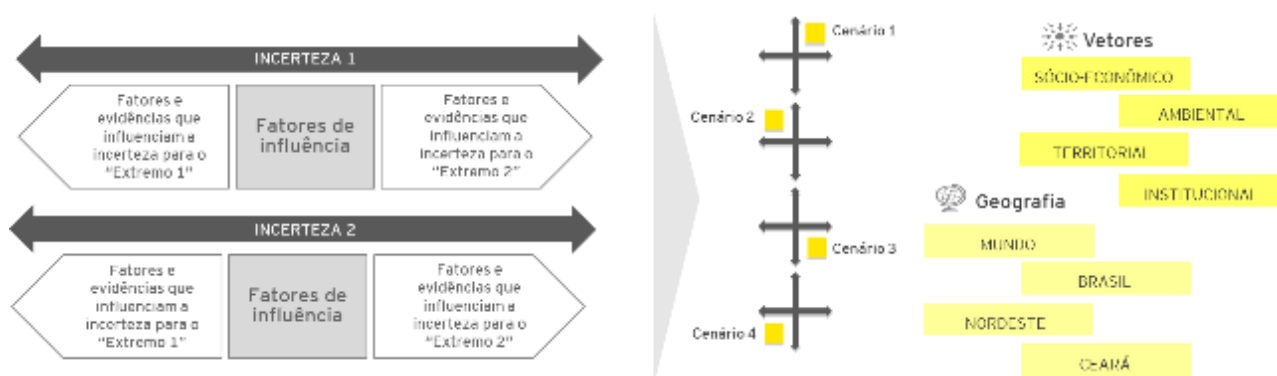 INCERTEZA 1
Fatores e
evidências que
influenciam a
incerteza para o
“Extremo 1”
Fatores de
influência
Fatores e
evidências que
influenciam a
incerteza para o
“Extremo 2”
INCERTEZA 2
Fatores e
evidências que
influenciam a
incerteza para o
“Extremo 1”
Fatores de
influência
Fatores e
evidências que
influenciam a
incerteza para o
“Extremo 2”
Cenário 1
Cenário 2
Cenário 3
Cenário 4
Vetores
SÓCIO-ECONÔMICO
AMBIENTAL
TERRITORIAL
INSTITUCIONAL
Geografia
MUNDO
BRASIL
NORDESTE
CEARÁ